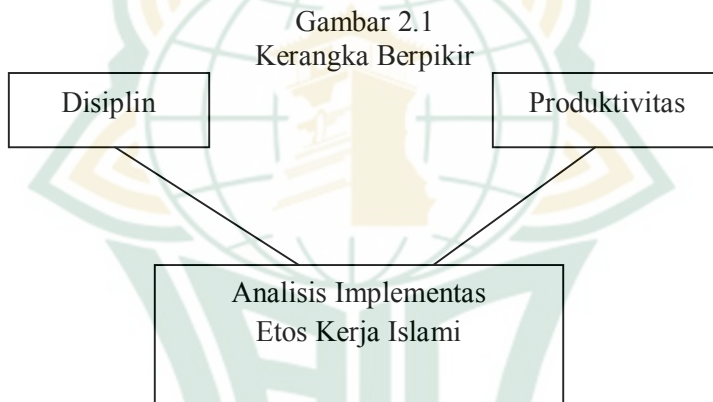 Gambar 2.1
Kerangka Berpikir
Disiplin
Produktivitas
Analisis Implementas
Etos Kerja Islami